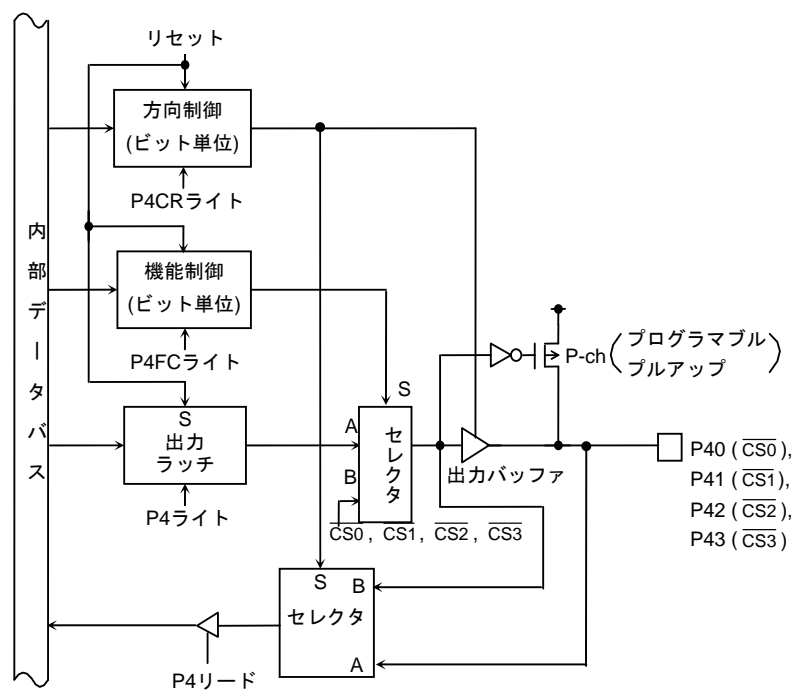 リセット
方向制御
(ビット単位)
P4CRライト
内部データバス
機能制御
(ビット単位)
P4FCライト
P-ch
プログラマブル
プルアップ
S
S
出力
ラッチ
A
B
セレクタ
出力バッファ
P4ライト
P40 (CS0),
P41 (CS1),
P42 (CS2),
P43 (CS3)
CS0, CS1, CS2, CS3
S
B
セレクタ
A
P4リード